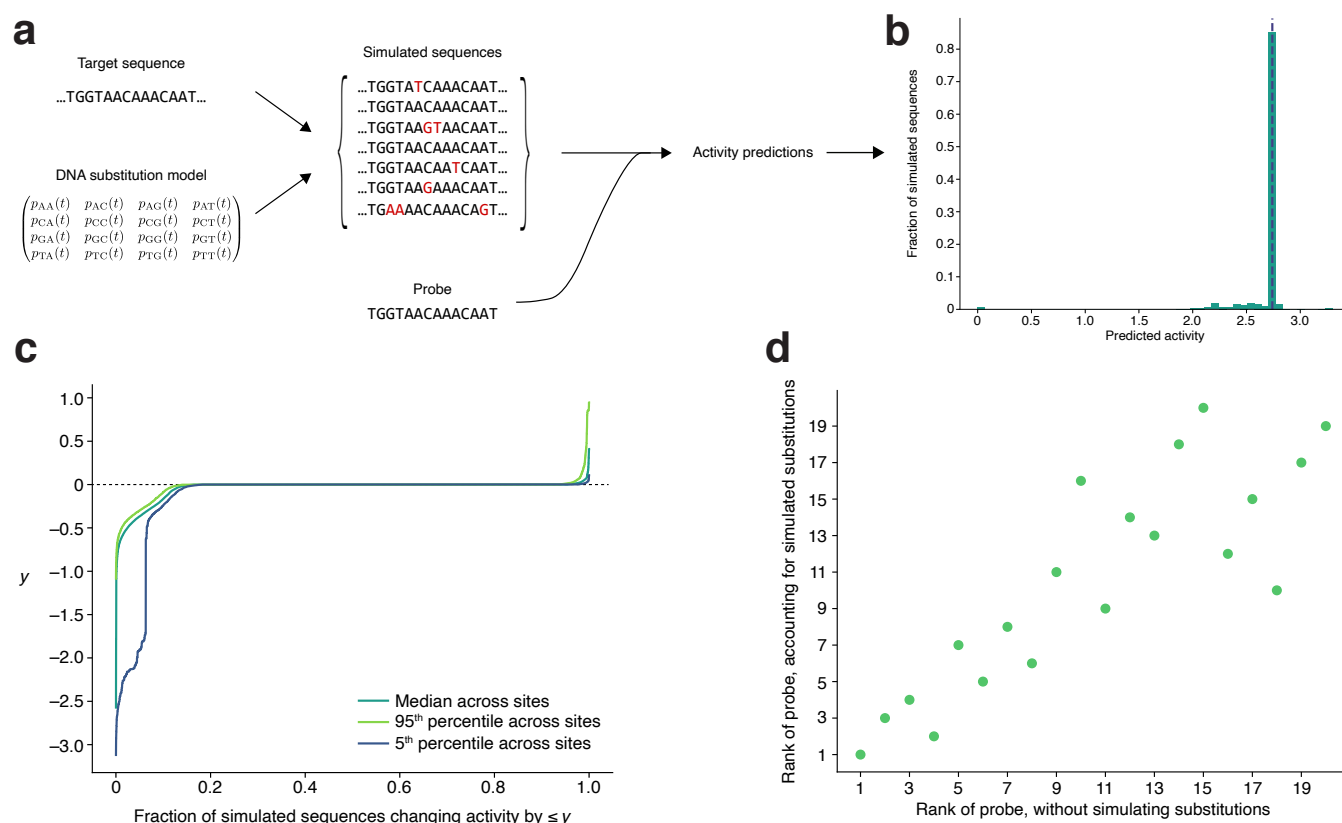 a
Target sequence
…TGGTAACAAACAAT…
DNA substitution model
pAA(t) pAC(t) pAG(t) pAT(t)
pCA(t) pCC(t) pCG(t) pCT(t)
pGA(t) pGC(t) pGG(t) pGT(t)
pTA(t) pTC(t) pTG(t) pTT(t)
Simulated sequences
…TGGTATCAAACAAT…
…TGGTAACAAACAAT…
…TGGTAAGTAACAAT…
…TGGTAACAAACAAT…
…TGGTAACAATCAAT…
…TGGTAAGAAACAAT…
…TGAAAACAAACAGT…
Probe
TGGTAACAAACAAT
Activity predictions
b
Fraction of simulated sequences
0.8
0.7
0.6
0.5
0.4
0.3
0.2
0.1
0
0 0.5 1.0 1.5 2.0 2.5 3.0
Predicted activity
c
y
1.0
0.5
0
−0.5
−1.0
−1.5
−2.0
−2.5
−3.0
Median across sites
95th percentile across sites
5th percentile across sites
0 0.2 0.4 0.6 0.8 1.0
Fraction of simulated sequences changing activity by ≤ y
d
Rank of probe, accounting for simulated substitutions
19
17
15
13
11
9
7
5
3
1
1 3 5 7 9 11 13 15 17 19
Rank of probe, without simulating substitutions